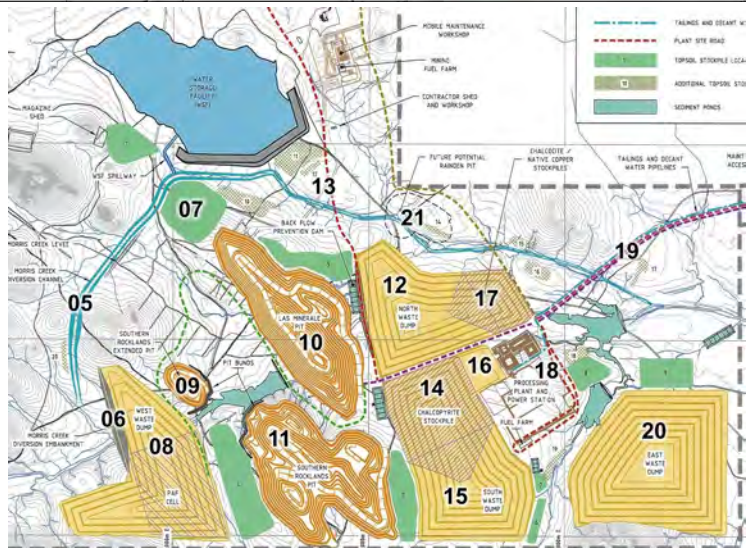 TAILINGS AND DECANT W
PLANT SITE ROAD
TOPSOIL STOCKPILE LOCA
ADDITIONAL TOPSOIL STO
SEDIMENT PONDS
MOBILE MAINTENANCE
WORKSHOP
MINING
FUEL FARM
CONTRACTOR SHED
AND WORKSHOP
WATER
STORAGE
FACILITY
(WSF)
MAGAZINE
SHED
WSF SPILLWAY
FUTURE POTENTIAL
RAINDEN PIT
CHALCOCITE /
NATIVE COPPER
STOCKPILES
TAILINGS AND DECANT
WATER PIPELINES
MAINT
ACCES
13
07
21
19
BACK FLOW
PREVENTION DAM
MORRIS CREEK LEVEE
MORRIS CREEK
DIVERSION CHANNEL
05
12
NORTH
WASTE
DUMP
17
LAS MINERALE
PIT
10
SOUTHERN
ROCKLANDS
EXTENDED PIT
PIT BUNDS
09
16
18
PROCESSING
PLANT AND
POWER STATION
14
CHALCOPYRITE
STOCKPILE
FUEL FARM
06
WEST
WASTE
DUMP
08
MORRIS CREEK
DIVERSION EMBANKMENT
PAF
CELL
11
SOUTHERN
ROCKLANDS
PIT
15
SOUTH
WASTE
DUMP
20
EAST
WASTE
DUMP